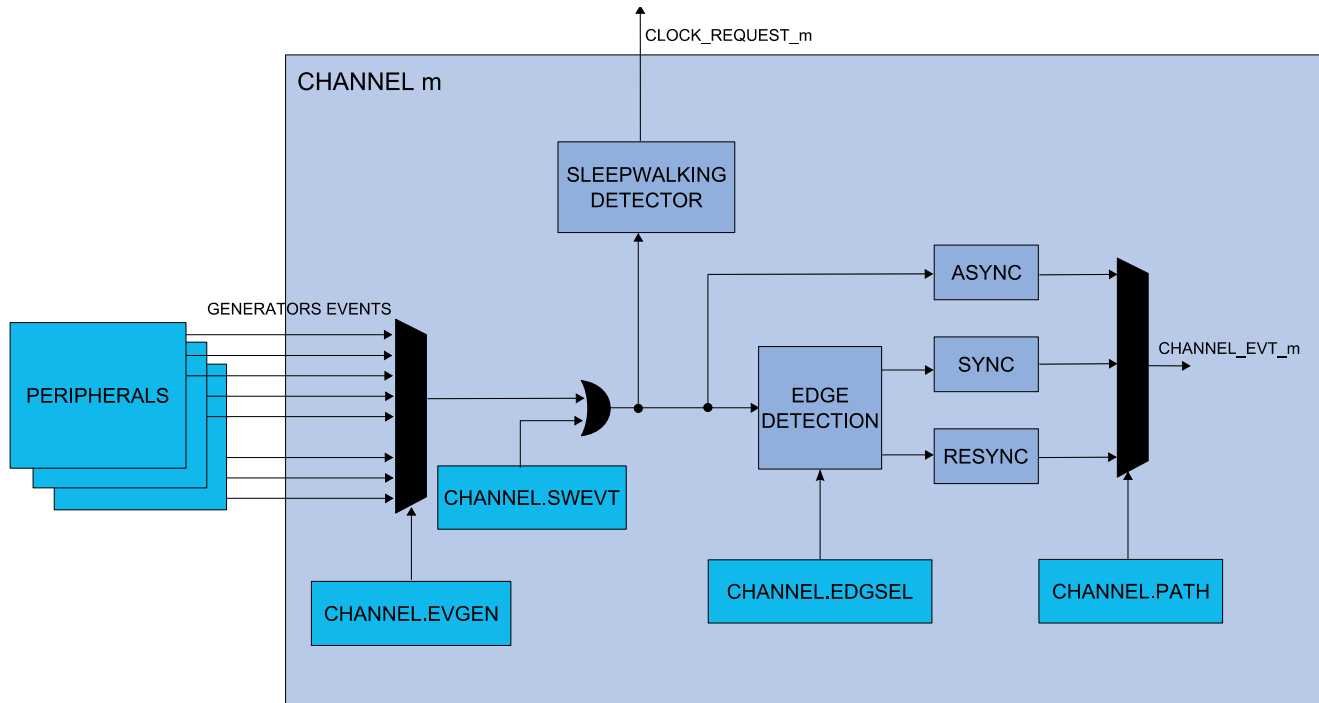 CLOCK_REQUEST_m
CHANNEL m
SLEEPWALKING
DETECTOR
ASYNC
GENERATORS EVENTS
CHANNEL_EVT_m
SYNC
PERIPHERALS
EDGE
DETECTION
RESYNC
CHANNEL.SWEVT
CHANNEL.EVGEN
CHANNEL.EDGSEL
CHANNEL.PATH